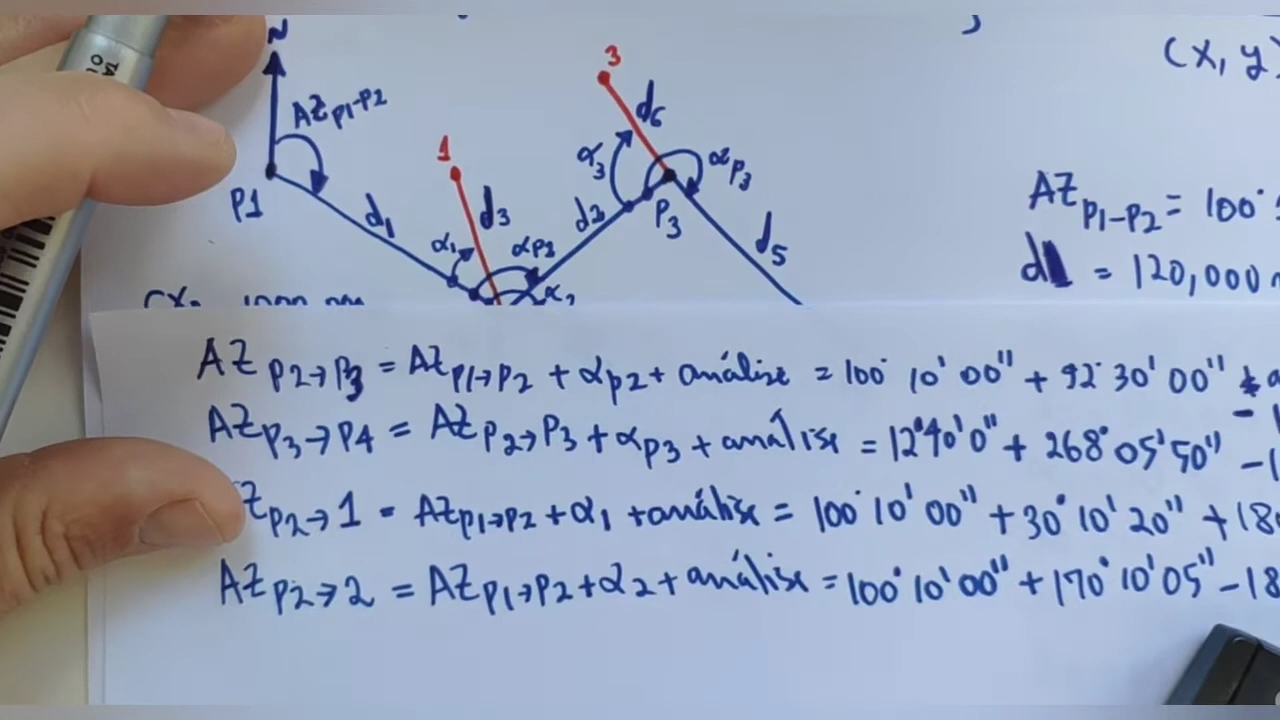 N
AZ P1-P2
P1
d1
1
d3
α1
αP2
α2
3
d6
α3
αP3
P3
d5
(X, Y)
AZ P1-P2 = 100°
d1 = 120,000
AZ P2→P3 = AZ P1→P2 + αP2 + análise = 100° 10' 00" + 92° 30' 00"
AZ P3→P4 = AZ P2→P3 + αP3 + análise = 12°40'0" + 268° 05' 50" -
Z P2→1 = AZ P1→P2 + α1 + análise = 100° 10' 00" + 30° 10' 20" + 18
AZ P2→2 = AZ P1→P2 + α2 + análise = 100° 10' 00" + 170° 10' 05" - 18